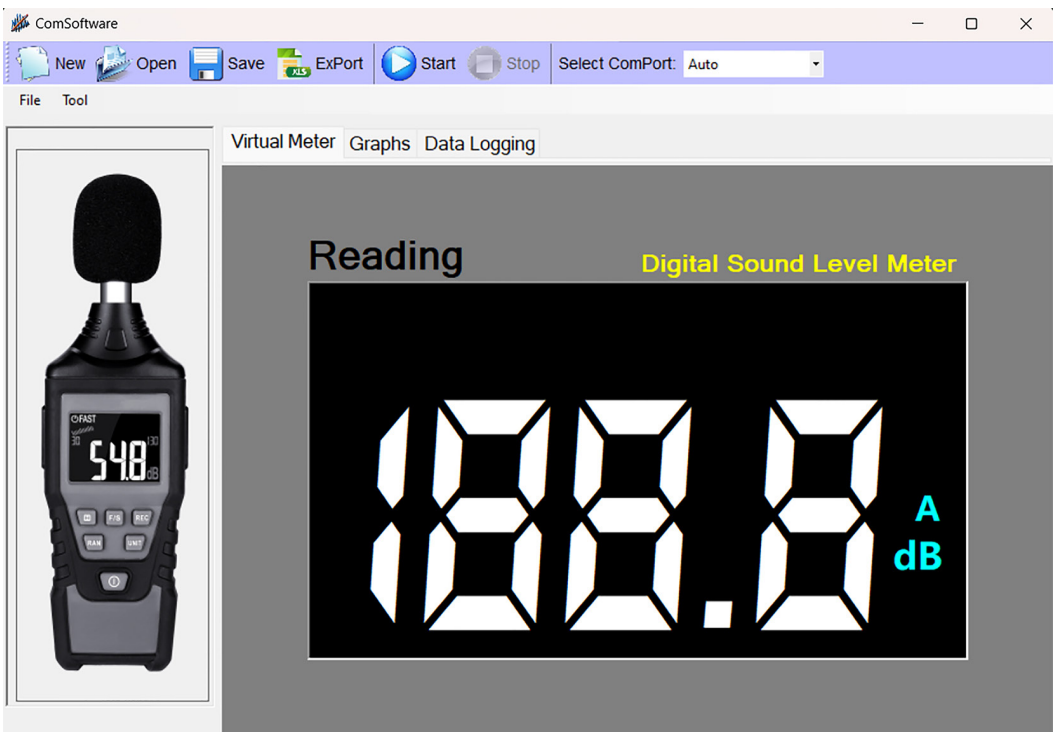 ComSoftware
New Open Save XLS ExPort Start Stop Select ComPort: Auto
File Tool
Virtual Meter Graphs Data Logging
Reading
Digital Sound Level Meter
188.8
A
dB
FAST
30 130
54.8 dB
F/S REC
RAN UNIT